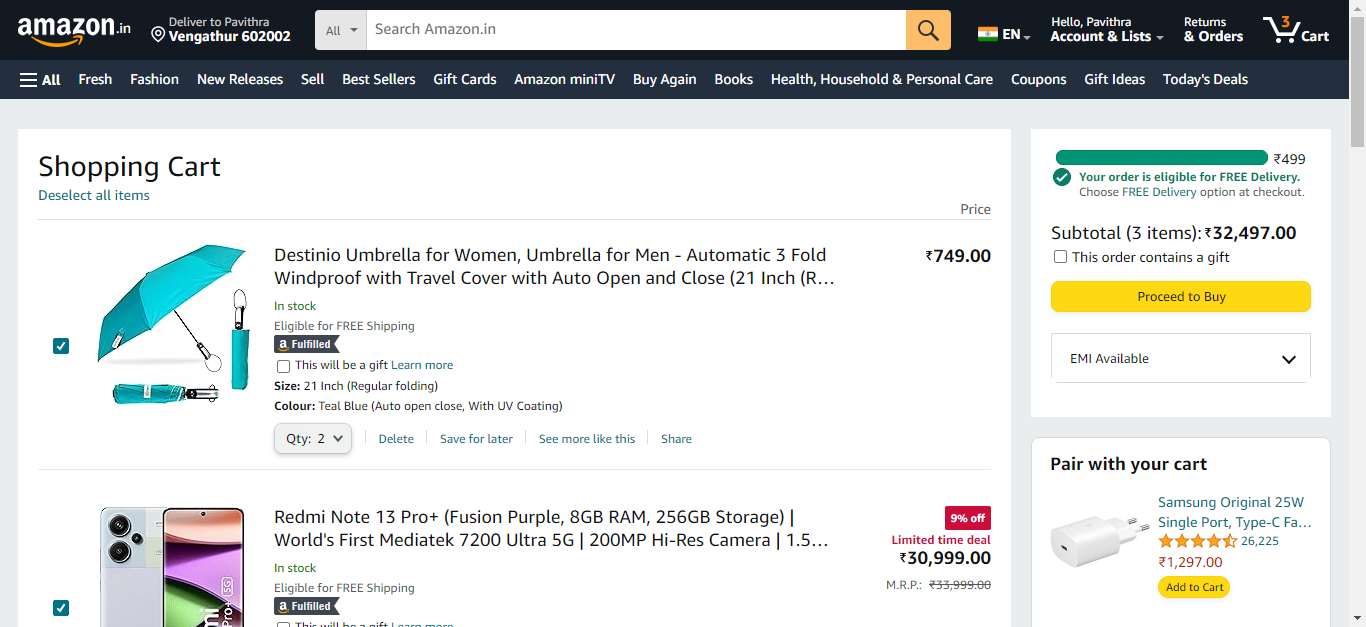 amazon.in
Deliver to Pavithra
Vengathur 602002
All
Search Amazon.in
EN
Hello, Pavithra
Account & Lists
Returns
& Orders
3
Cart
All
Fresh
Fashion
New Releases
Sell
Best Sellers
Gift Cards
Amazon miniTV
Buy Again
Books
Health, Household & Personal Care
Coupons
Gift Ideas
Today's Deals
Shopping Cart
Deselect all items
Price
Destinio Umbrella for Women, Umbrella for Men - Automatic 3 Fold
Windproof with Travel Cover with Auto Open and Close (21 Inch (R…
₹749.00
In stock
Eligible for FREE Shipping
a Fulfilled
This will be a gift Learn more
Size: 21 Inch (Regular folding)
Colour: Teal Blue (Auto open close, With UV Coating)
Qty: 2
Delete
Save for later
See more like this
Share
Redmi Note 13 Pro+ (Fusion Purple, 8GB RAM, 256GB Storage) |
World's First Mediatek 7200 Ultra 5G | 200MP Hi-Res Camera | 1.5…
9% off
Limited time deal
₹30,999.00
M.R.P.: ₹33,999.00
In stock
Eligible for FREE Shipping
a Fulfilled
This will be a gift Learn more
Pro+ 5G
₹499
Your order is eligible for FREE Delivery.
Choose FREE Delivery option at checkout.
Subtotal (3 items): ₹32,497.00
This order contains a gift
Proceed to Buy
EMI Available
Pair with your cart
Samsung Original 25W
Single Port, Type-C Fa…
26,225
₹1,297.00
Add to Cart